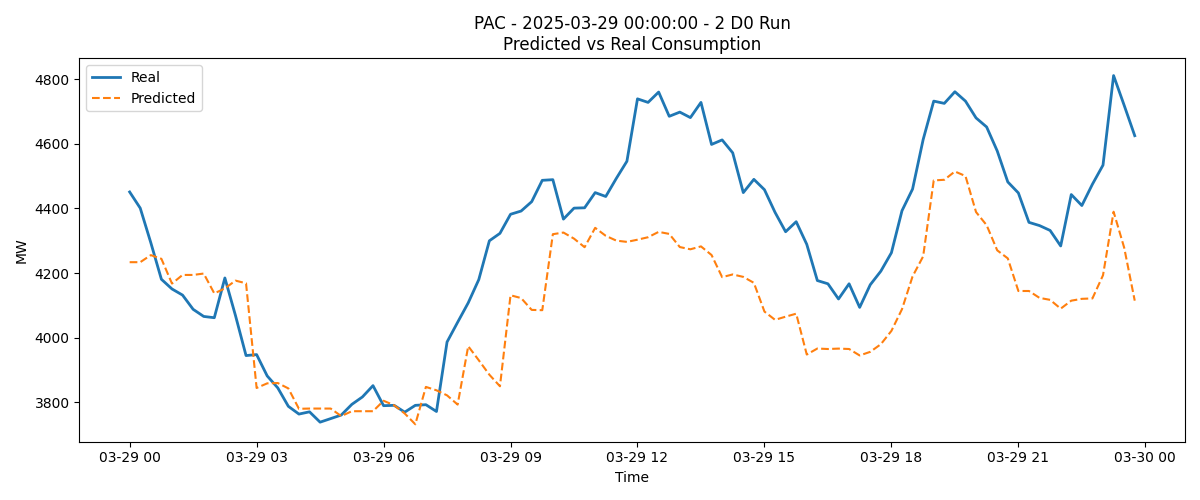 PAC - 2025-03-29 00:00:00 - 2 D0 Run
Predicted vs Real Consumption
Real
Predicted
MW
4800
4600
4400
4200
4000
3800
03-29 00
03-29 03
03-29 06
03-29 09
03-29 12
03-29 15
03-29 18
03-29 21
03-30 00
Time